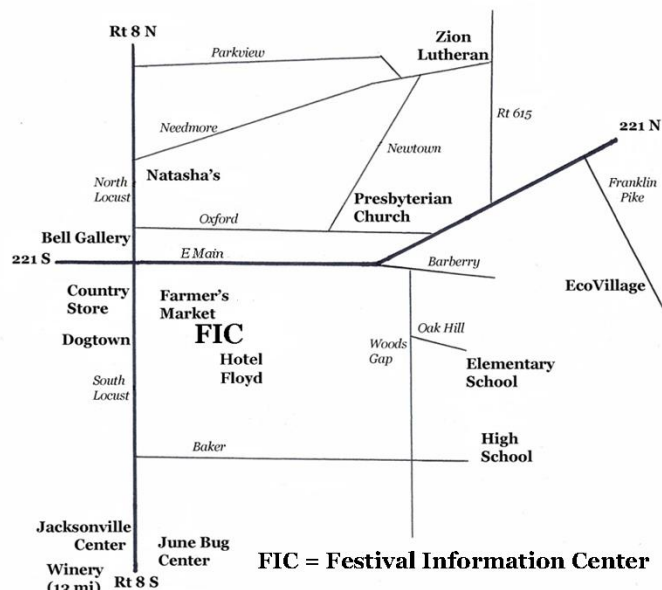 Rt 8 N
Zion
Lutheran
Parkview
Rt 615
Needmore
Newtown
221 N
Franklin
Pike
Natasha's
North
Locust
Presbyterian
Church
Oxford
Bell Gallery
E Main
221 S
Barberry
EcoVillage
Country
Store
Farmer's
Market
FIC
Dogtown
Hotel
Floyd
Woods
Gap
Oak Hill
Elementary
School
South
Locust
Baker
High
School
Jacksonville
Center
June Bug
Center
FIC = Festival Information Center
Winery
(13 mi)
Rt 8 S